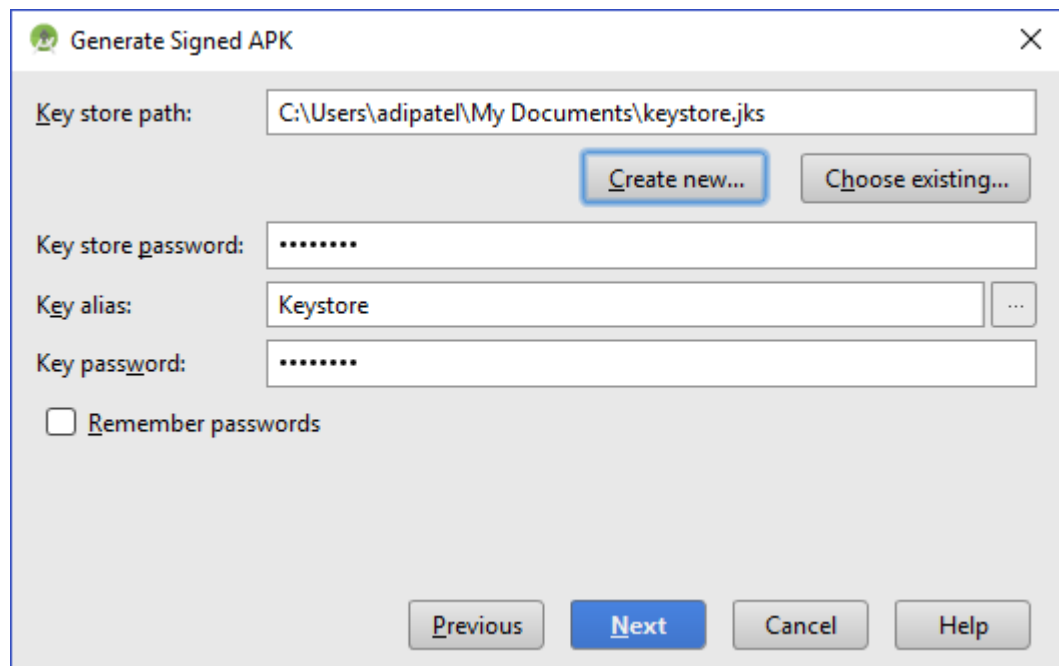 Generate Signed APK
Key store path: C:\Users\adipatel\My Documents\keystore.jks
Create new... Choose existing...
Key store password: ••••••••
Key alias: Keystore ...
Key password: ••••••••
Remember passwords
Previous Next Cancel Help